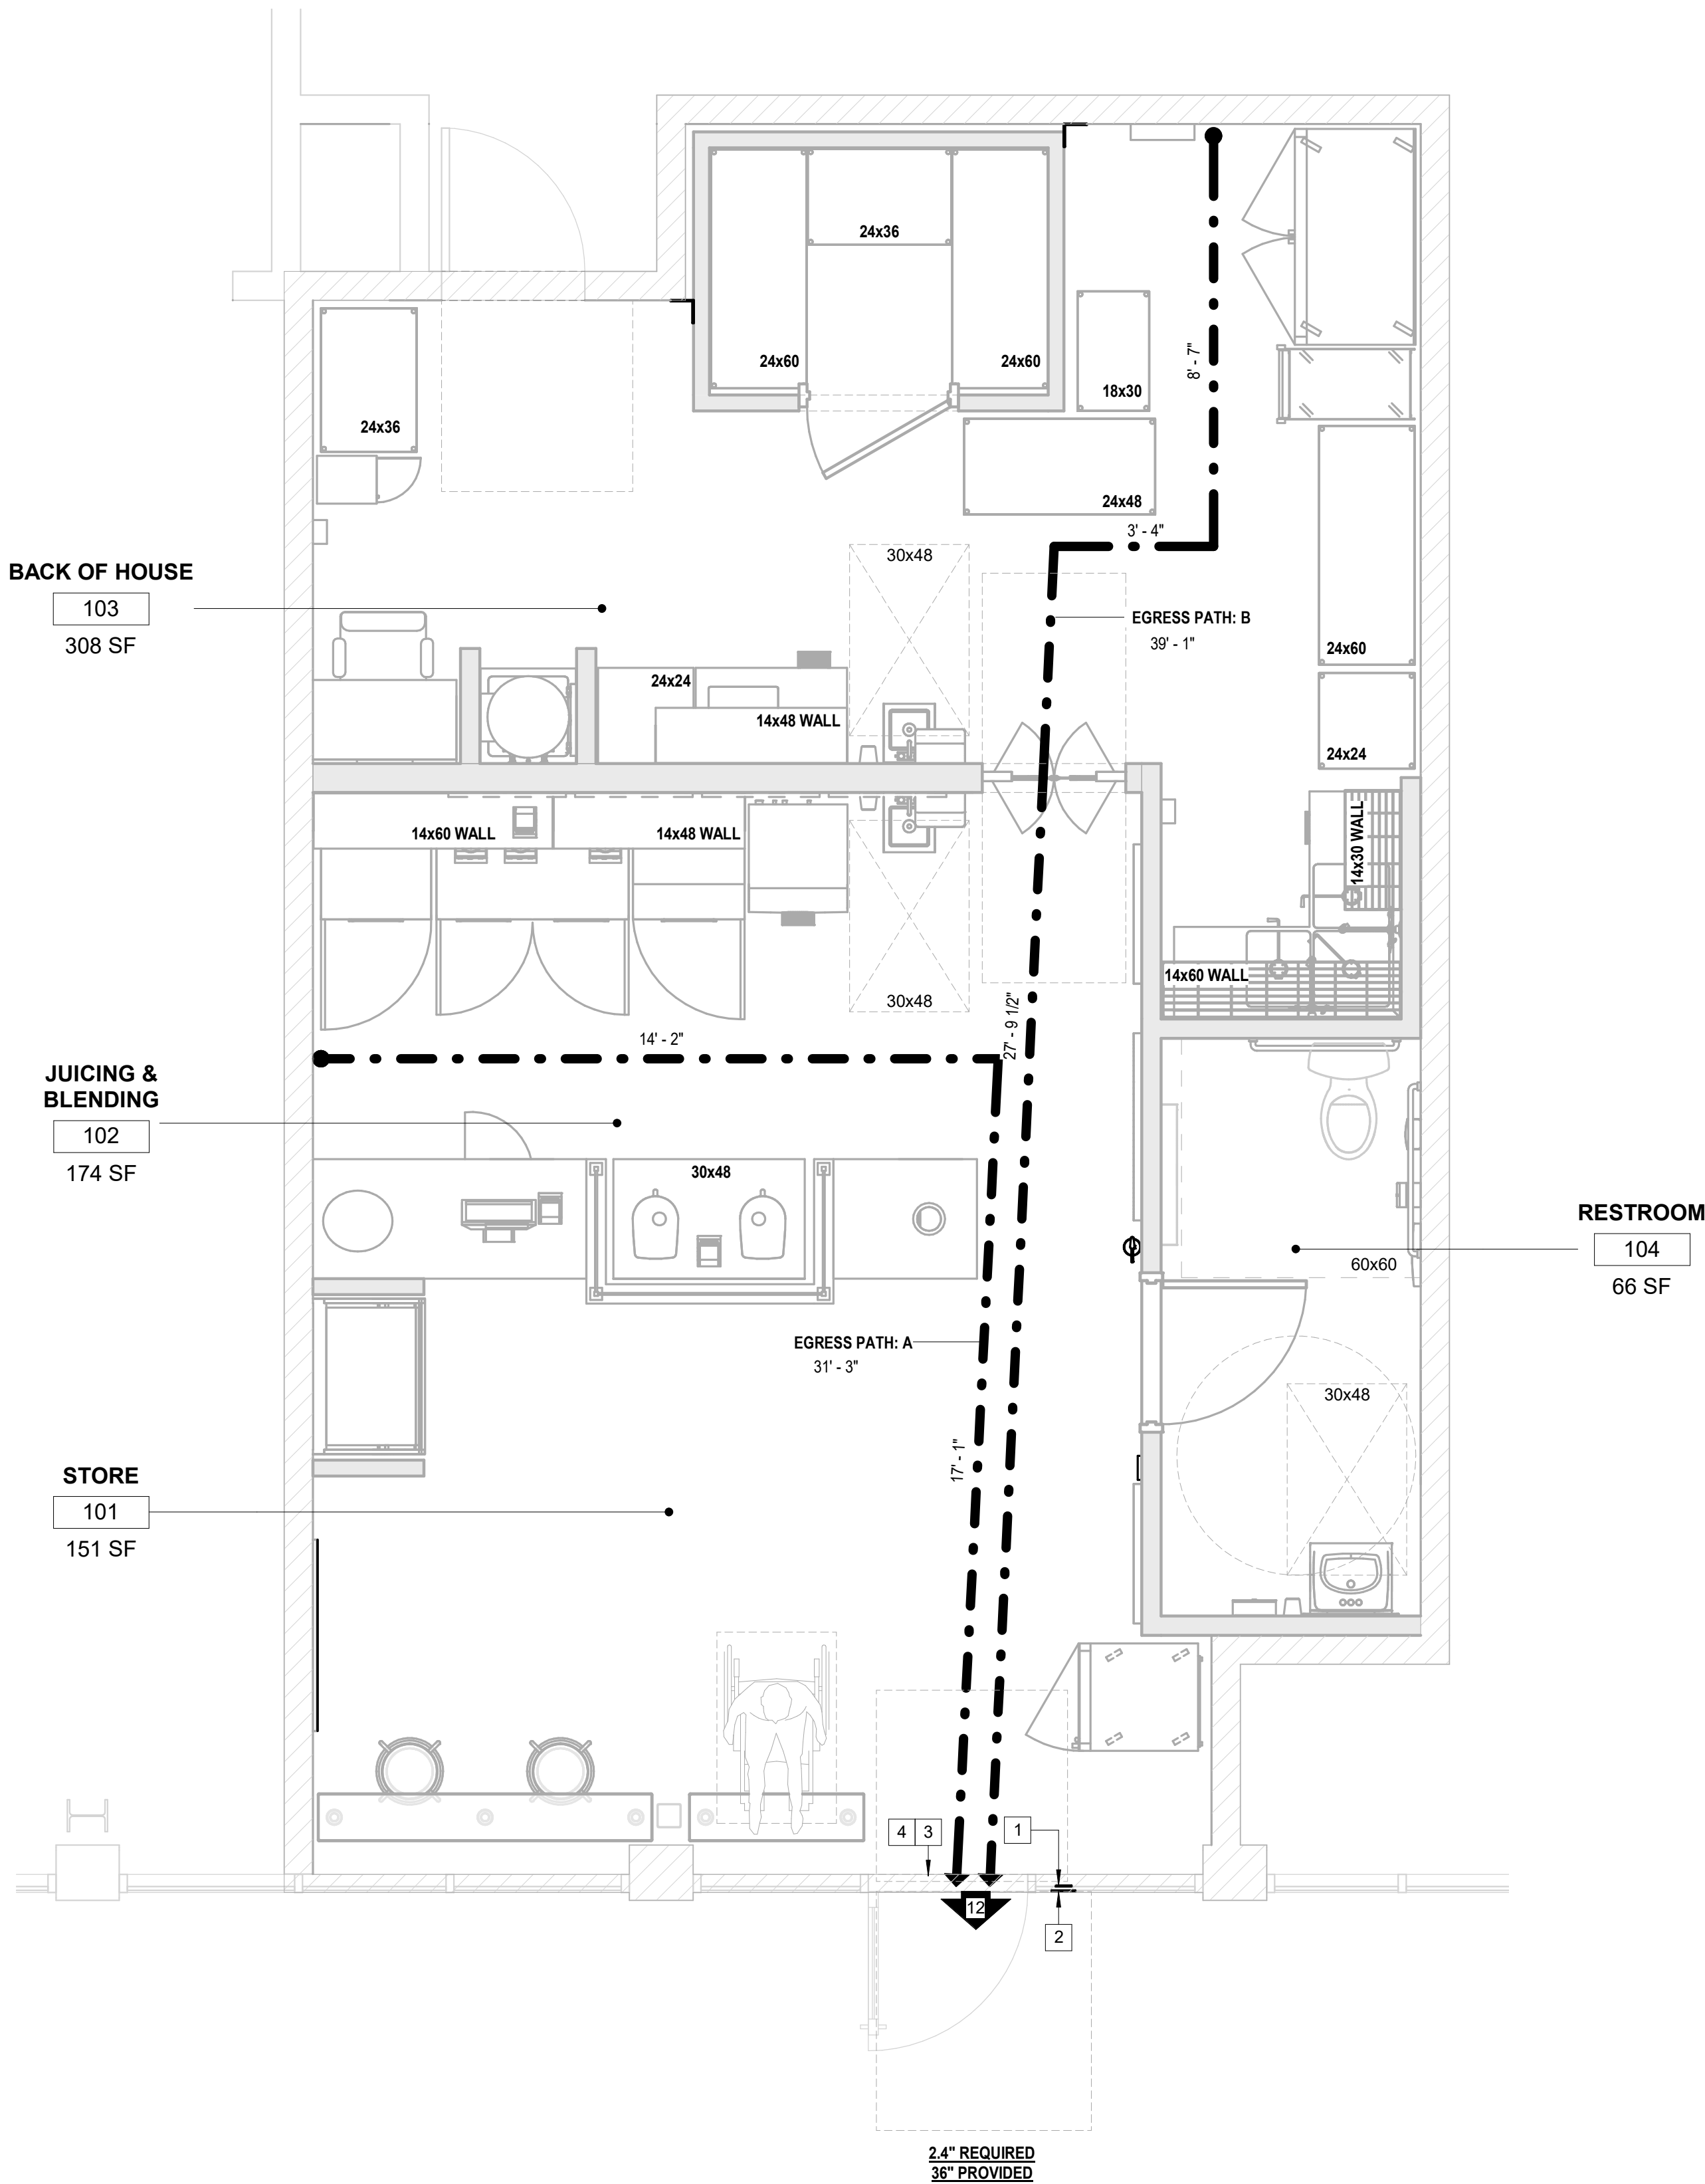 24x36
24x60
24x60
18x30
24x36
24x48
8' - 7"
3' - 4"
30x48
BACK OF HOUSE
103
308 SF
EGRESS PATH: B
39' - 1"
24x60
24x24
14x48 WALL
24x24
14x60 WALL
14x48 WALL
14x30 WALL
14x60 WALL
30x48
27' - 9 1/2"
14' - 2"
JUICING &
BLENDING
102
174 SF
30x48
RESTROOM
104
66 SF
60x60
EGRESS PATH: A
31' - 3"
30x48
17' - 1"
STORE
101
151 SF
4 3
1
12
2
2.4" REQUIRED
36" PROVIDED